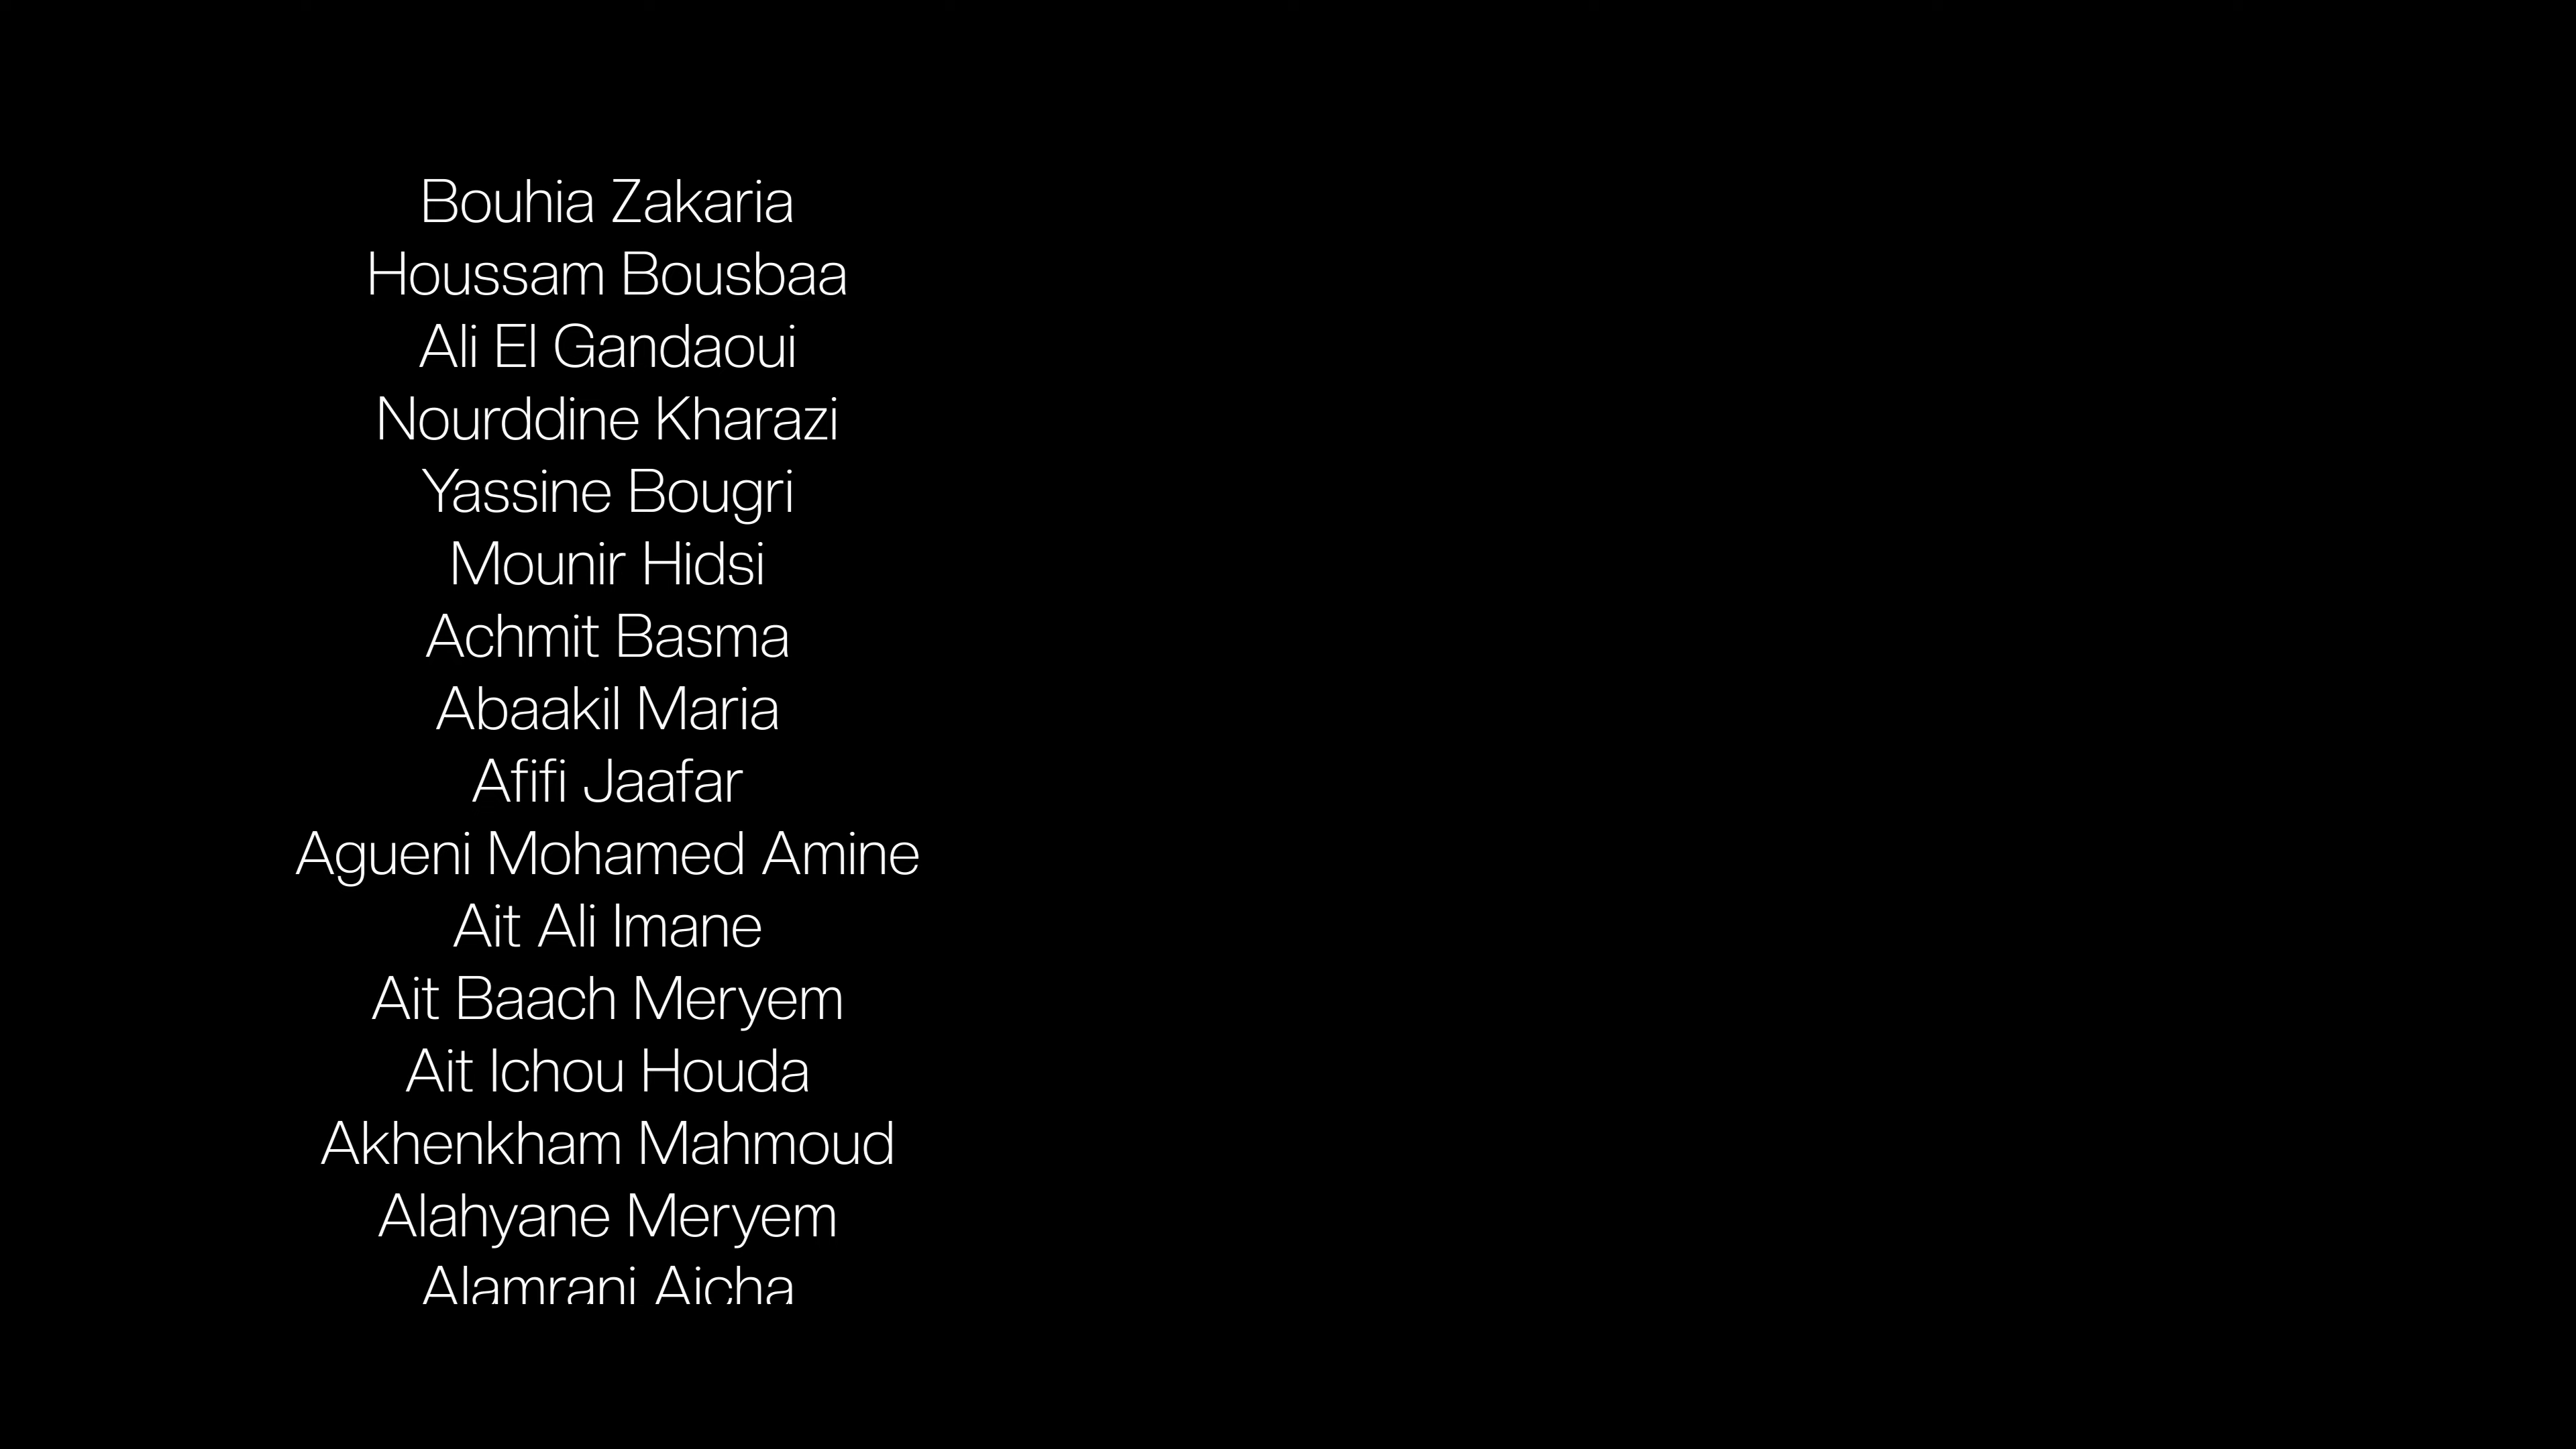 Bouhia Zakaria
Houssam Bousbaa
Ali El Gandaoui
Nourddine Kharazi
Yassine Bougri
Mounir Hidsi
Achmit Basma
Abaakil Maria
Afifi Jaafar
Agueni Mohamed Amine
Ait Ali Imane
Ait Baach Meryem
Ait Ichou Houda
Akhenkham Mahmoud
Alahyane Meryem
Alamrani Aicha